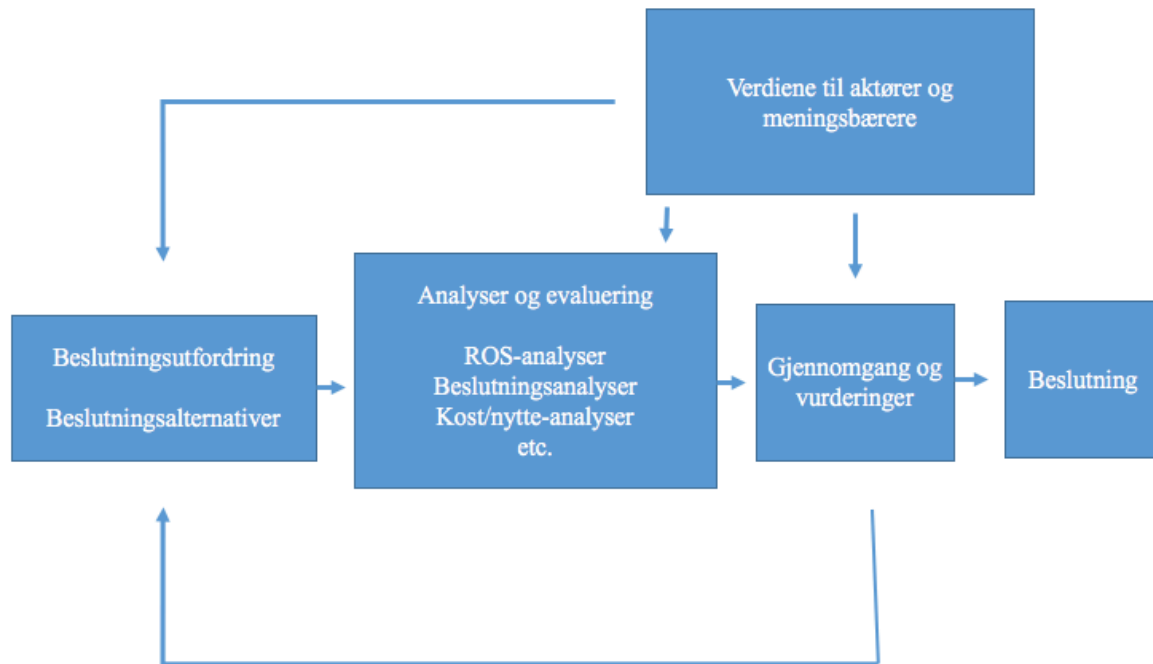 Verdiene til aktører og
meningsbærere
Beslutningsutfordring
Beslutningsalternativer
Analyser og evaluering
ROS-analyser
Beslutningsanalyser
Kost/nytte-analyser
etc.
Gjennomgang og
vurderinger
Beslutning